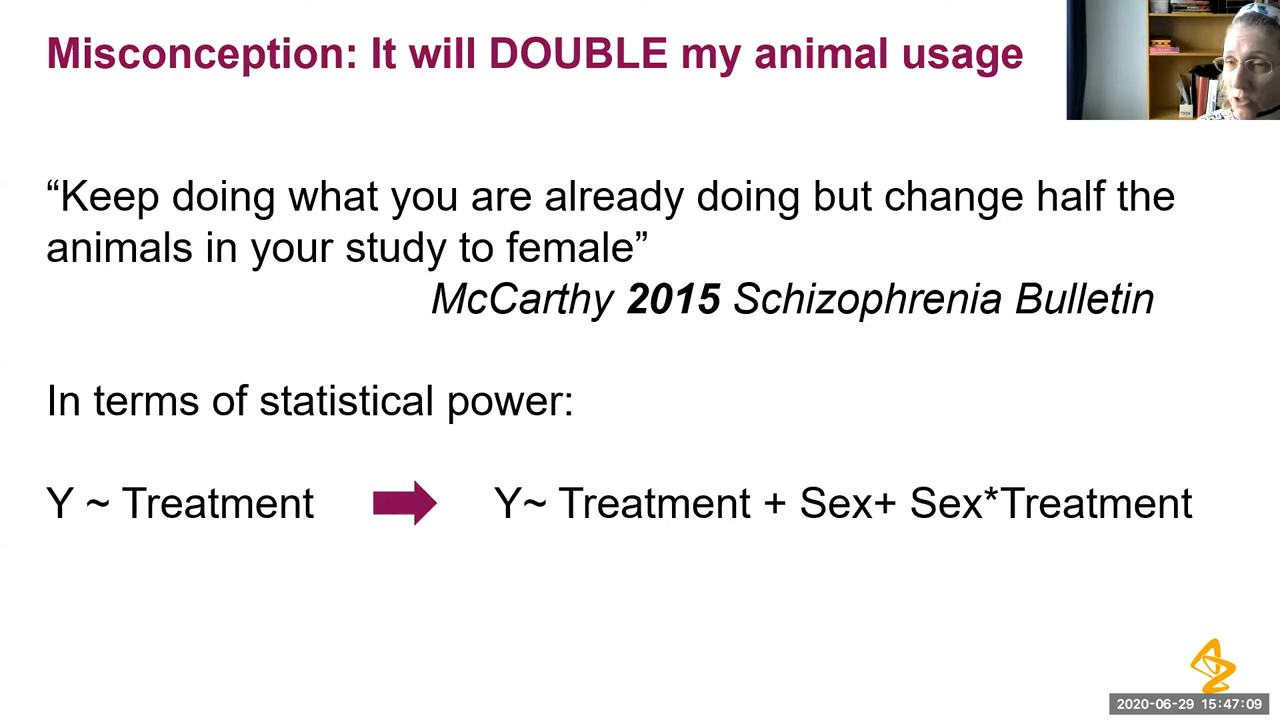 Misconception: It will DOUBLE my animal usage
“Keep doing what you are already doing but change half the
animals in your study to female”
McCarthy 2015 Schizophrenia Bulletin
In terms of statistical power:
Y ~ Treatment
Y~ Treatment + Sex+ Sex*Treatment
2020-06-29 15:47:09